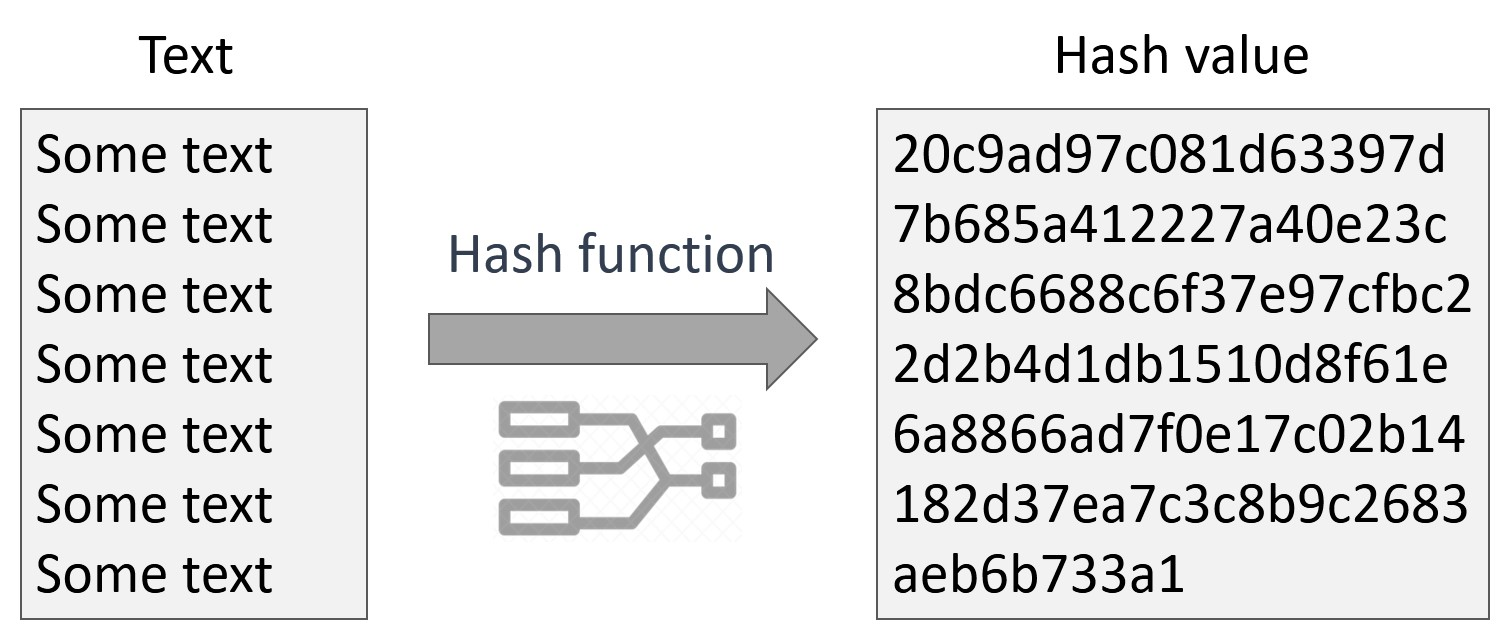 Text
Some text
Some text
Some text
Some text
Some text
Some text
Some text
Hash function
Hash value
20c9ad97c081d63397d
7b685a412227a40e23c
8bdc6688c6f37e97cfbc2
2d2b4d1db1510d8f61e
6a8866ad7f0e17c02b14
182d37ea7c3c8b9c2683
aeb6b733a1